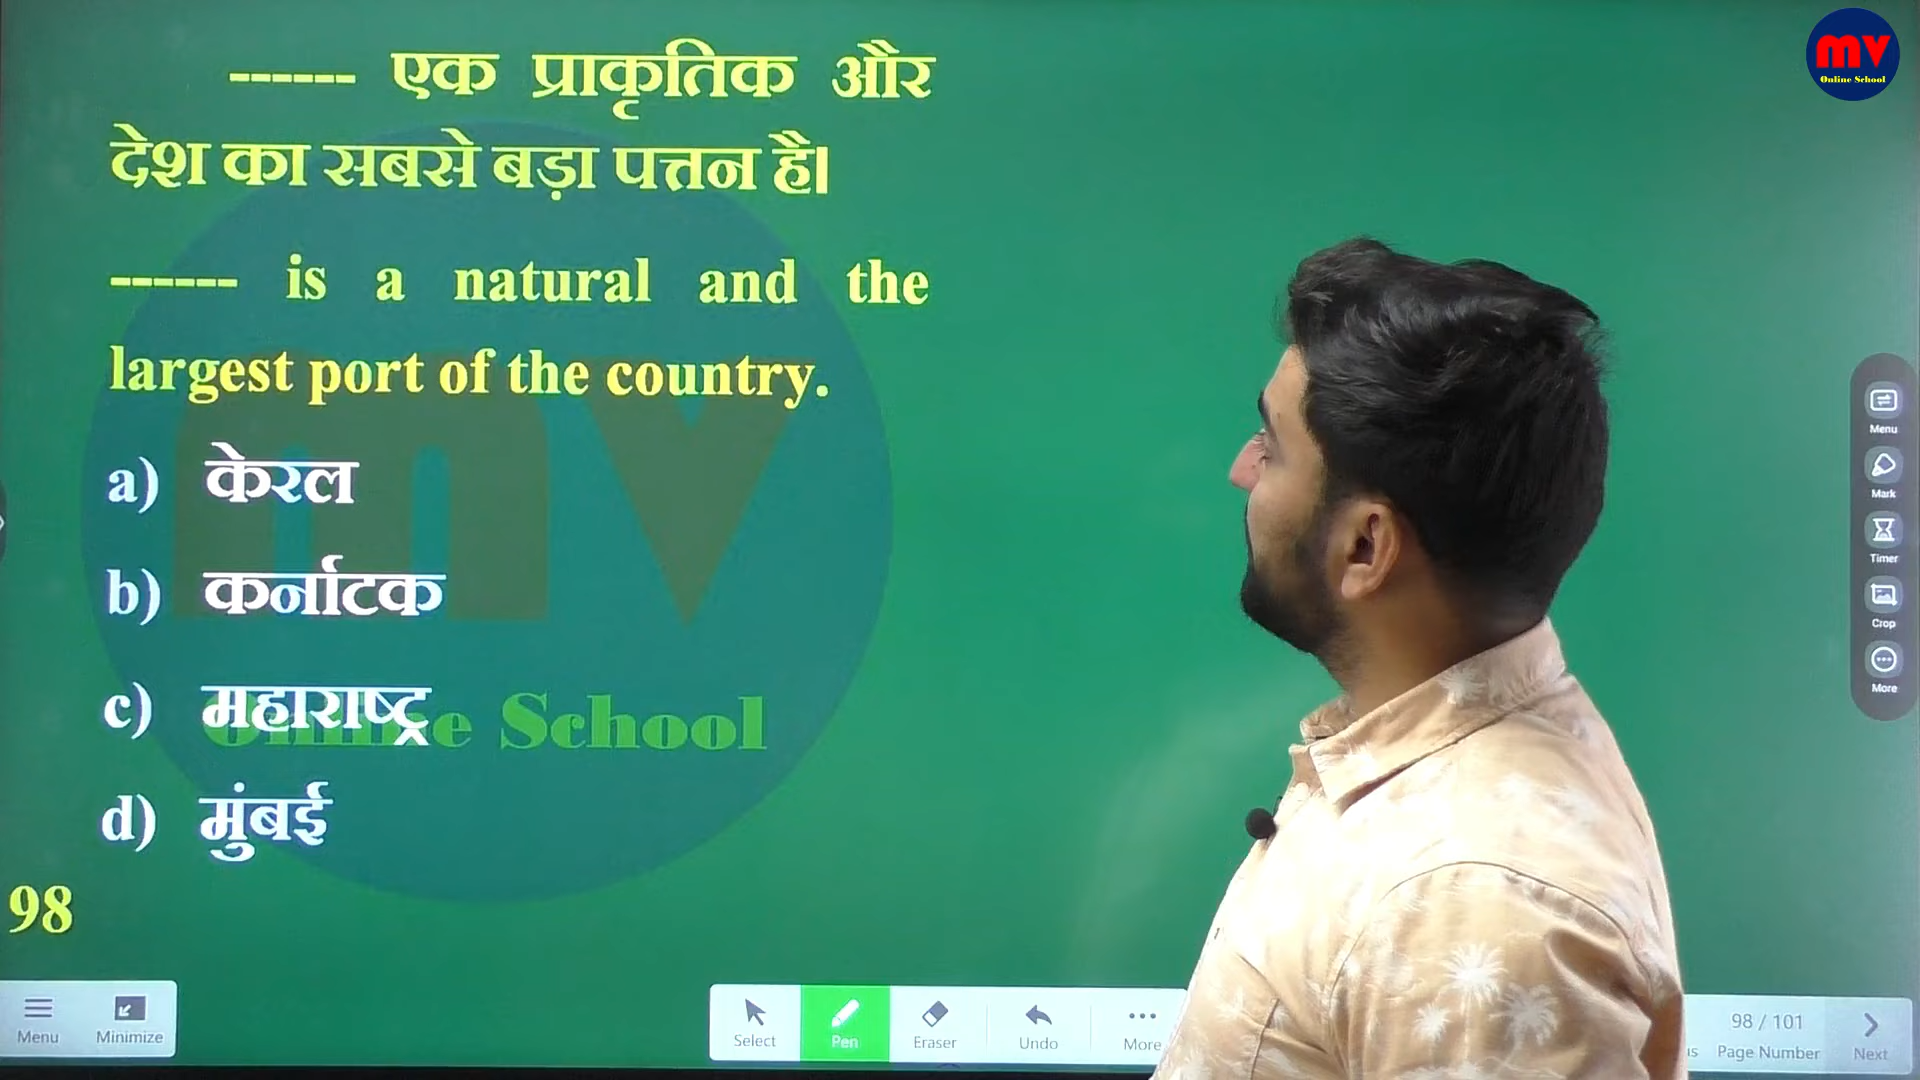 mv
Online School
------ एक प्राकृतिक और
देश का सबसे बड़ा पत्तन है।
------ is a natural and the
largest port of the country.
a) केरल
b) कर्नाटक
c) महाराष्ट्र
d) मुंबई
98
mv
Online School
Menu
Mark
Timer
Crop
More
Menu
Minimize
Select
Pen
Eraser
Undo
More
98 / 101
Page Number
Next